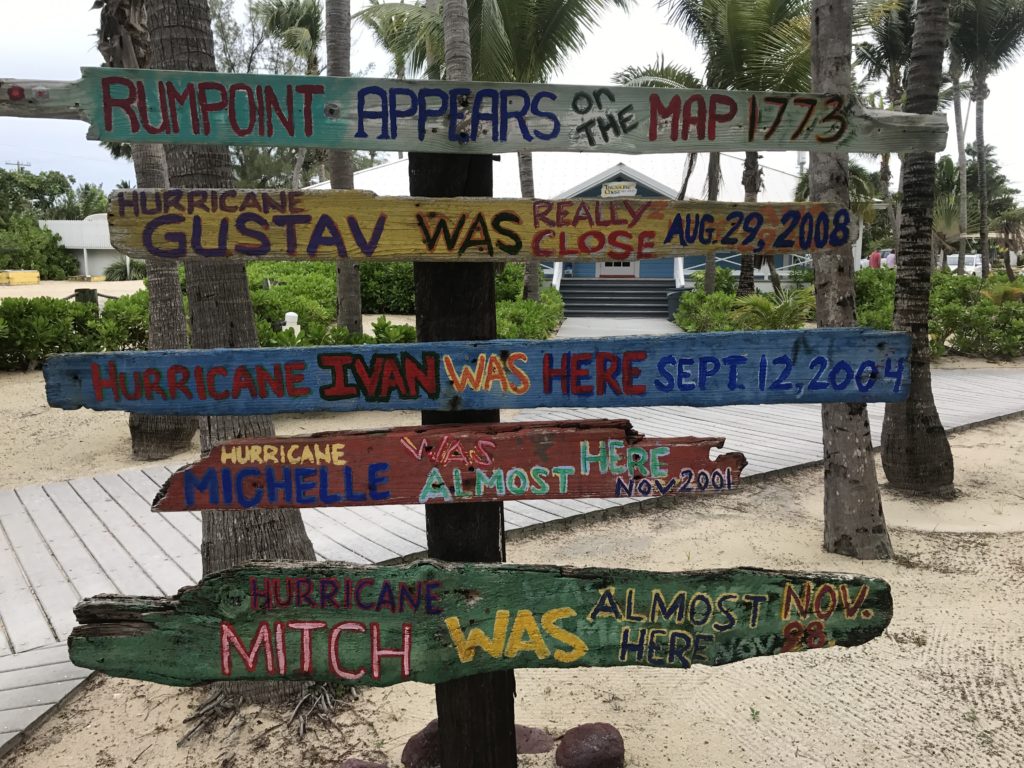 RUMPOINT APPEARS ON THE MAP 1773
HURRICANE GUSTAV WAS REALLY CLOSE AUG. 29, 2008
HURRICANE IVAN WAS HERE SEPT. 12, 2004
HURRICANE MICHELLE WAS ALMOST HERE NOV. 2001
HURRICANE MITCH WAS ALMOST HERE NOV. NOV.